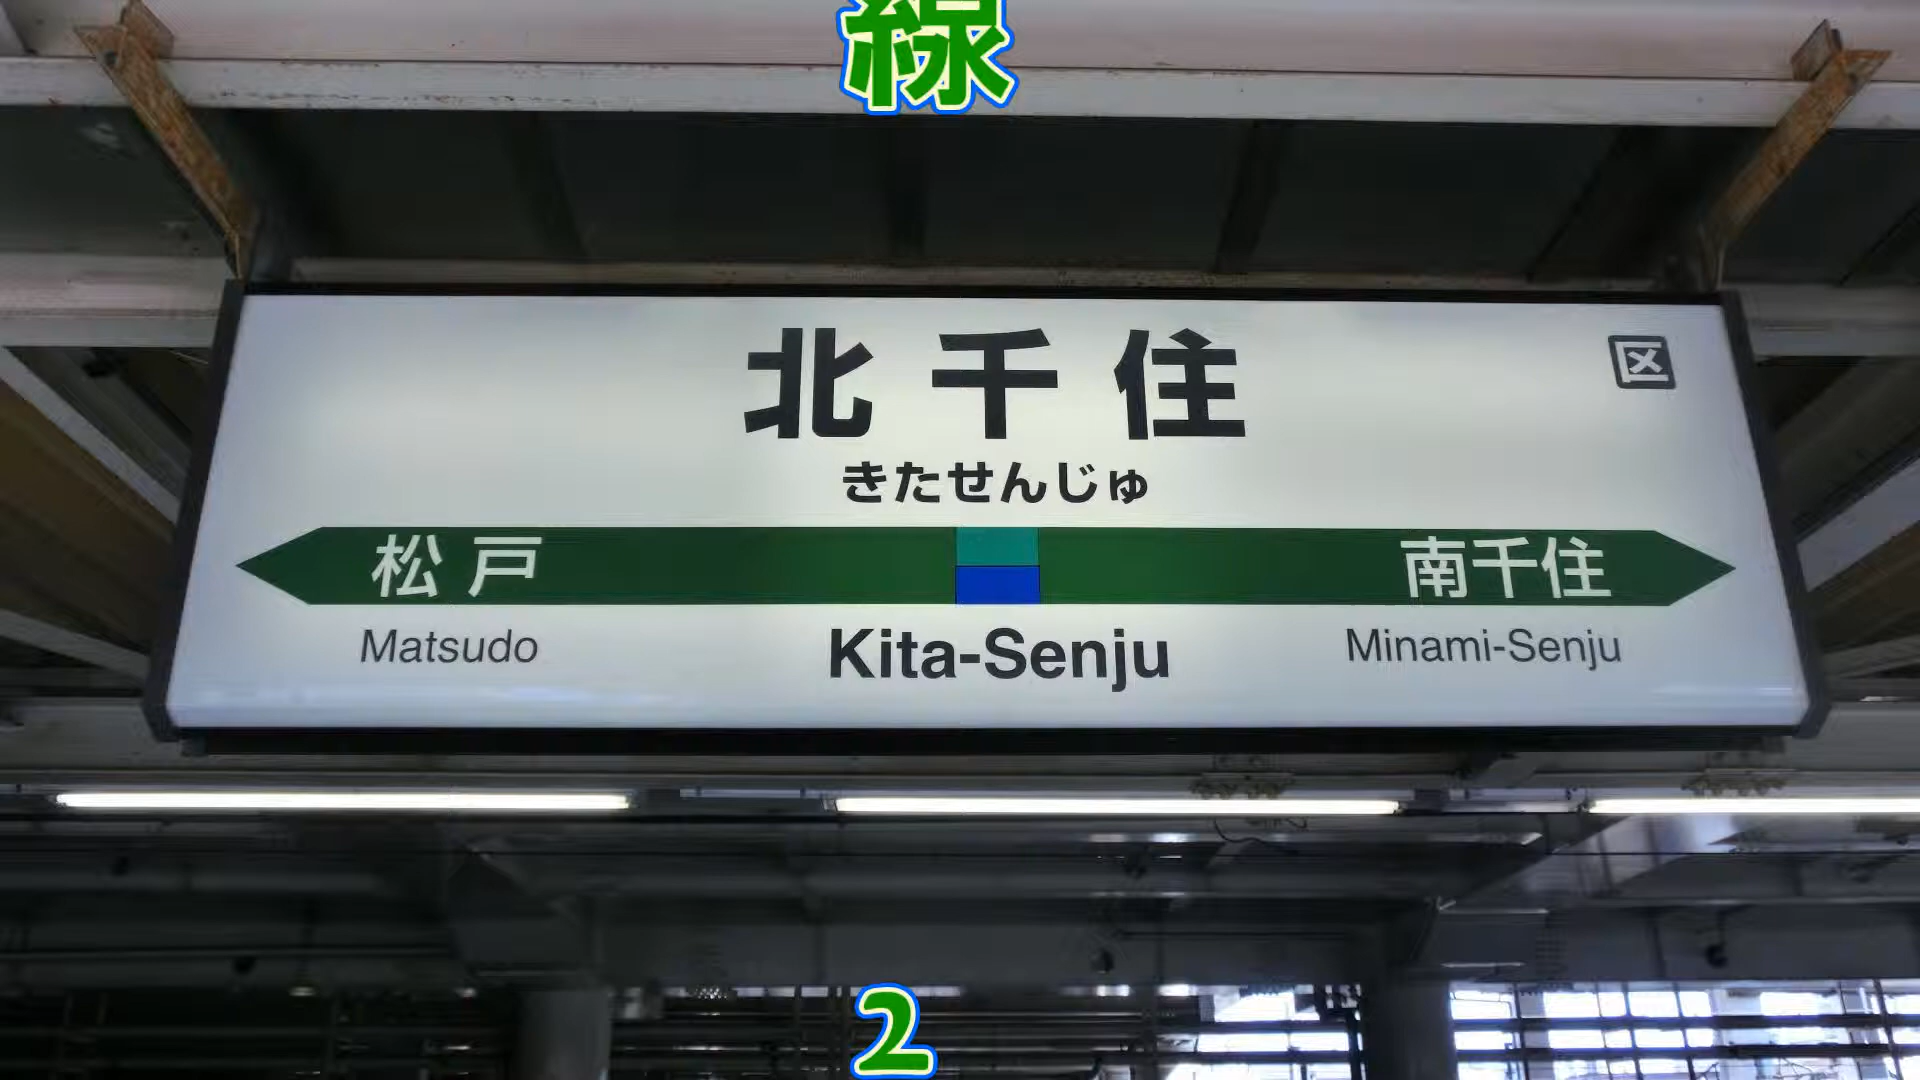 線
北千住
区
きたせんじゅ
松戸
南千住
Matsudo
Kita-Senju
Minami-Senju
2